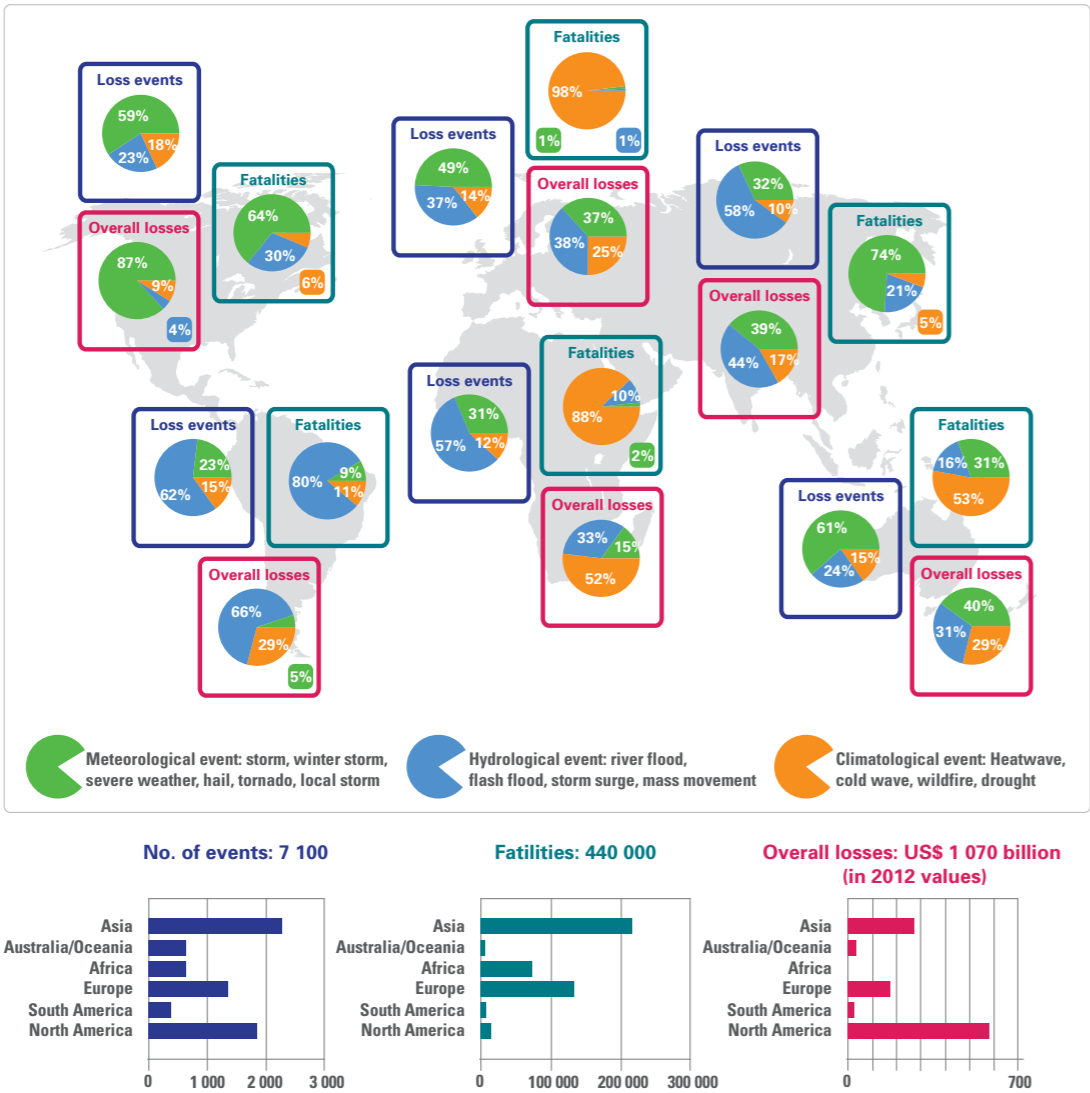 Fatalities
98%
1%
1%
Loss events
59%
18%
23%
Loss events
49%
37%
14%
Loss events
32%
58%
10%
Fatalities
64%
30%
6%
Overall losses
37%
38%
25%
Fatalities
74%
21%
5%
Overall losses
87%
9%
4%
Overall losses
39%
44%
17%
Fatalities
10%
88%
2%
Loss events
31%
57%
12%
Loss events
23%
15%
62%
Fatalities
9%
80%
11%
Fatalities
16%
31%
53%
Loss events
61%
15%
24%
Overall losses
33%
15%
52%
Overall losses
66%
29%
5%
Overall losses
40%
31%
29%
Meteorological event: storm, winter storm,
severe weather, hail, tornado, local storm
Hydrological event: river flood,
flash flood, storm surge, mass movement
Climatological event: Heatwave,
cold wave, wildfire, drought
No. of events: 7 100
Asia
Australia/Oceania
Africa
Europe
South America
North America
0 1 000 2 000 3 000
Fatilities: 440 000
Asia
Australia/Oceania
Africa
Europe
South America
North America
0 100 000 200 000 300 000
Overall losses: US$ 1 070 billion
(in 2012 values)
Asia
Australia/Oceania
Africa
Europe
South America
North America
0 700